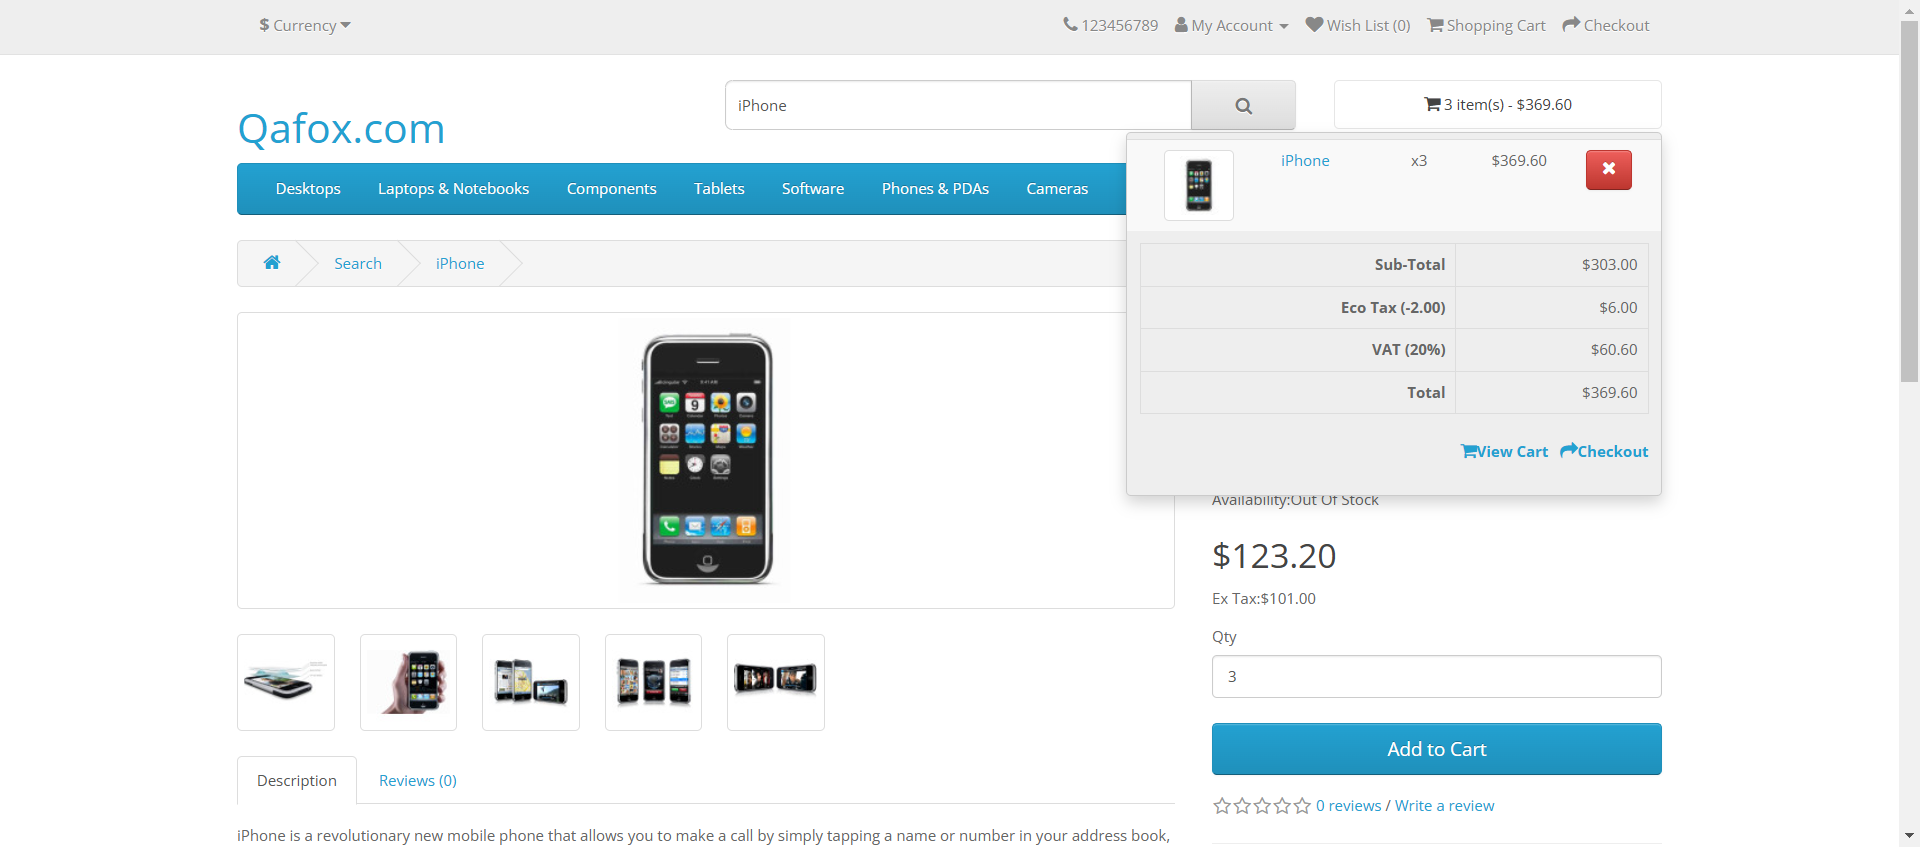 $ Currency
123456789 My Account Wish List (0) Shopping Cart Checkout
Qafox.com
iPhone
3 item(s) - $369.60
Desktops Laptops & Notebooks Components Tablets Software Phones & PDAs Cameras
iPhone x3 $369.60
Sub-Total $303.00
Eco Tax (-2.00) $6.00
VAT (20%) $60.60
Total $369.60
View Cart Checkout
Search iPhone
Availability:Out Of Stock
$123.20
Ex Tax:$101.00
Qty
3
Add to Cart
0 reviews / Write a review
Description Reviews (0)
iPhone is a revolutionary new mobile phone that allows you to make a call by simply tapping a name or number in your address book,